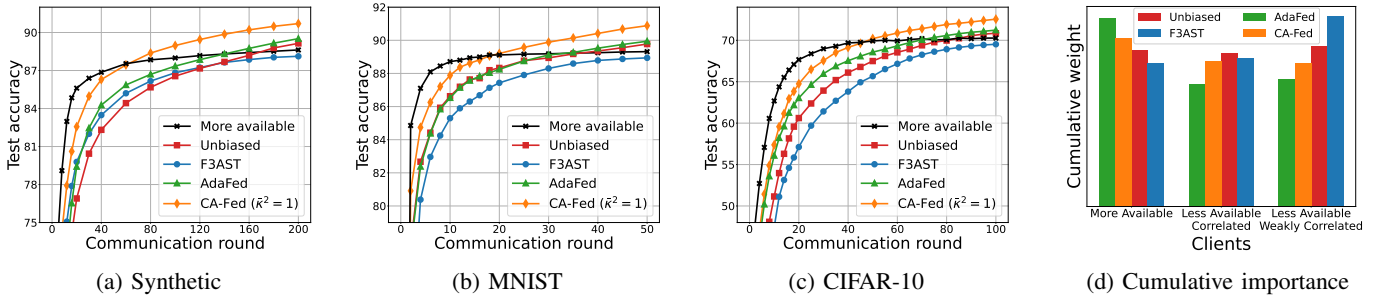 Test accuracy
90
87
84
81
78
75
More available
Unbiased
F3AST
AdaFed
CA-Fed (κ̄² = 1)
0 40 80 120 160 200
Communication round
(a) Synthetic
Test accuracy
92
90
88
86
84
82
80
More available
Unbiased
F3AST
AdaFed
CA-Fed (κ̄² = 1)
0 10 20 30 40 50
Communication round
(b) MNIST
Test accuracy
70
65
60
55
50
More available
Unbiased
F3AST
AdaFed
CA-Fed (κ̄² = 1)
0 20 40 60 80 100
Communication round
(c) CIFAR-10
Cumulative weight
Unbiased AdaFed
F3AST CA-Fed
More Available Less Available Less Available
Correlated Weakly Correlated
Clients
(d) Cumulative importance